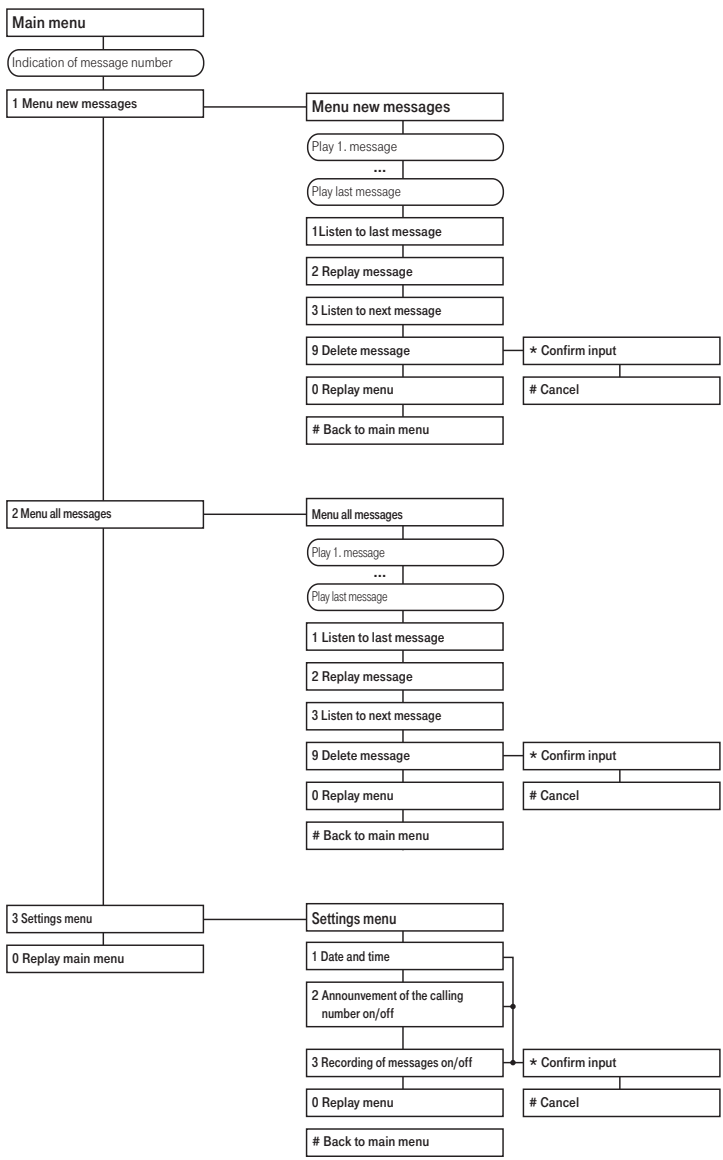 Main menu
Indication of message number
1 Menu new messages
Menu new messages
Play 1. message
...
Play last message
1Listen to last message
2 Replay message
3 Listen to next message
9 Delete message
* Confirm input
0 Replay menu
# Cancel
# Back to main menu
2 Menu all messages
Menu all messages
Play 1. message
...
Play last message
1 Listen to last message
2 Replay message
3 Listen to next message
9 Delete message
* Confirm input
0 Replay menu
# Cancel
# Back to main menu
3 Settings menu
Settings menu
0 Replay main menu
1 Date and time
2 Announvement of the calling
number on/off
3 Recording of messages on/off
* Confirm input
0 Replay menu
# Cancel
# Back to main menu